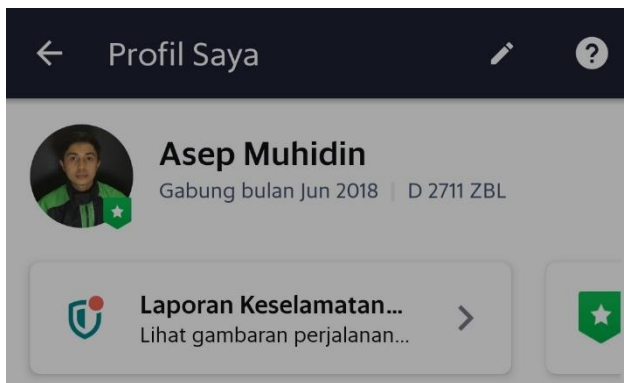 Profil Saya
Asep Muhidin
Gabung bulan Jun 2018 | D 2711 ZBL
Laporan Keselamatan...
Lihat gambaran perjalanan...